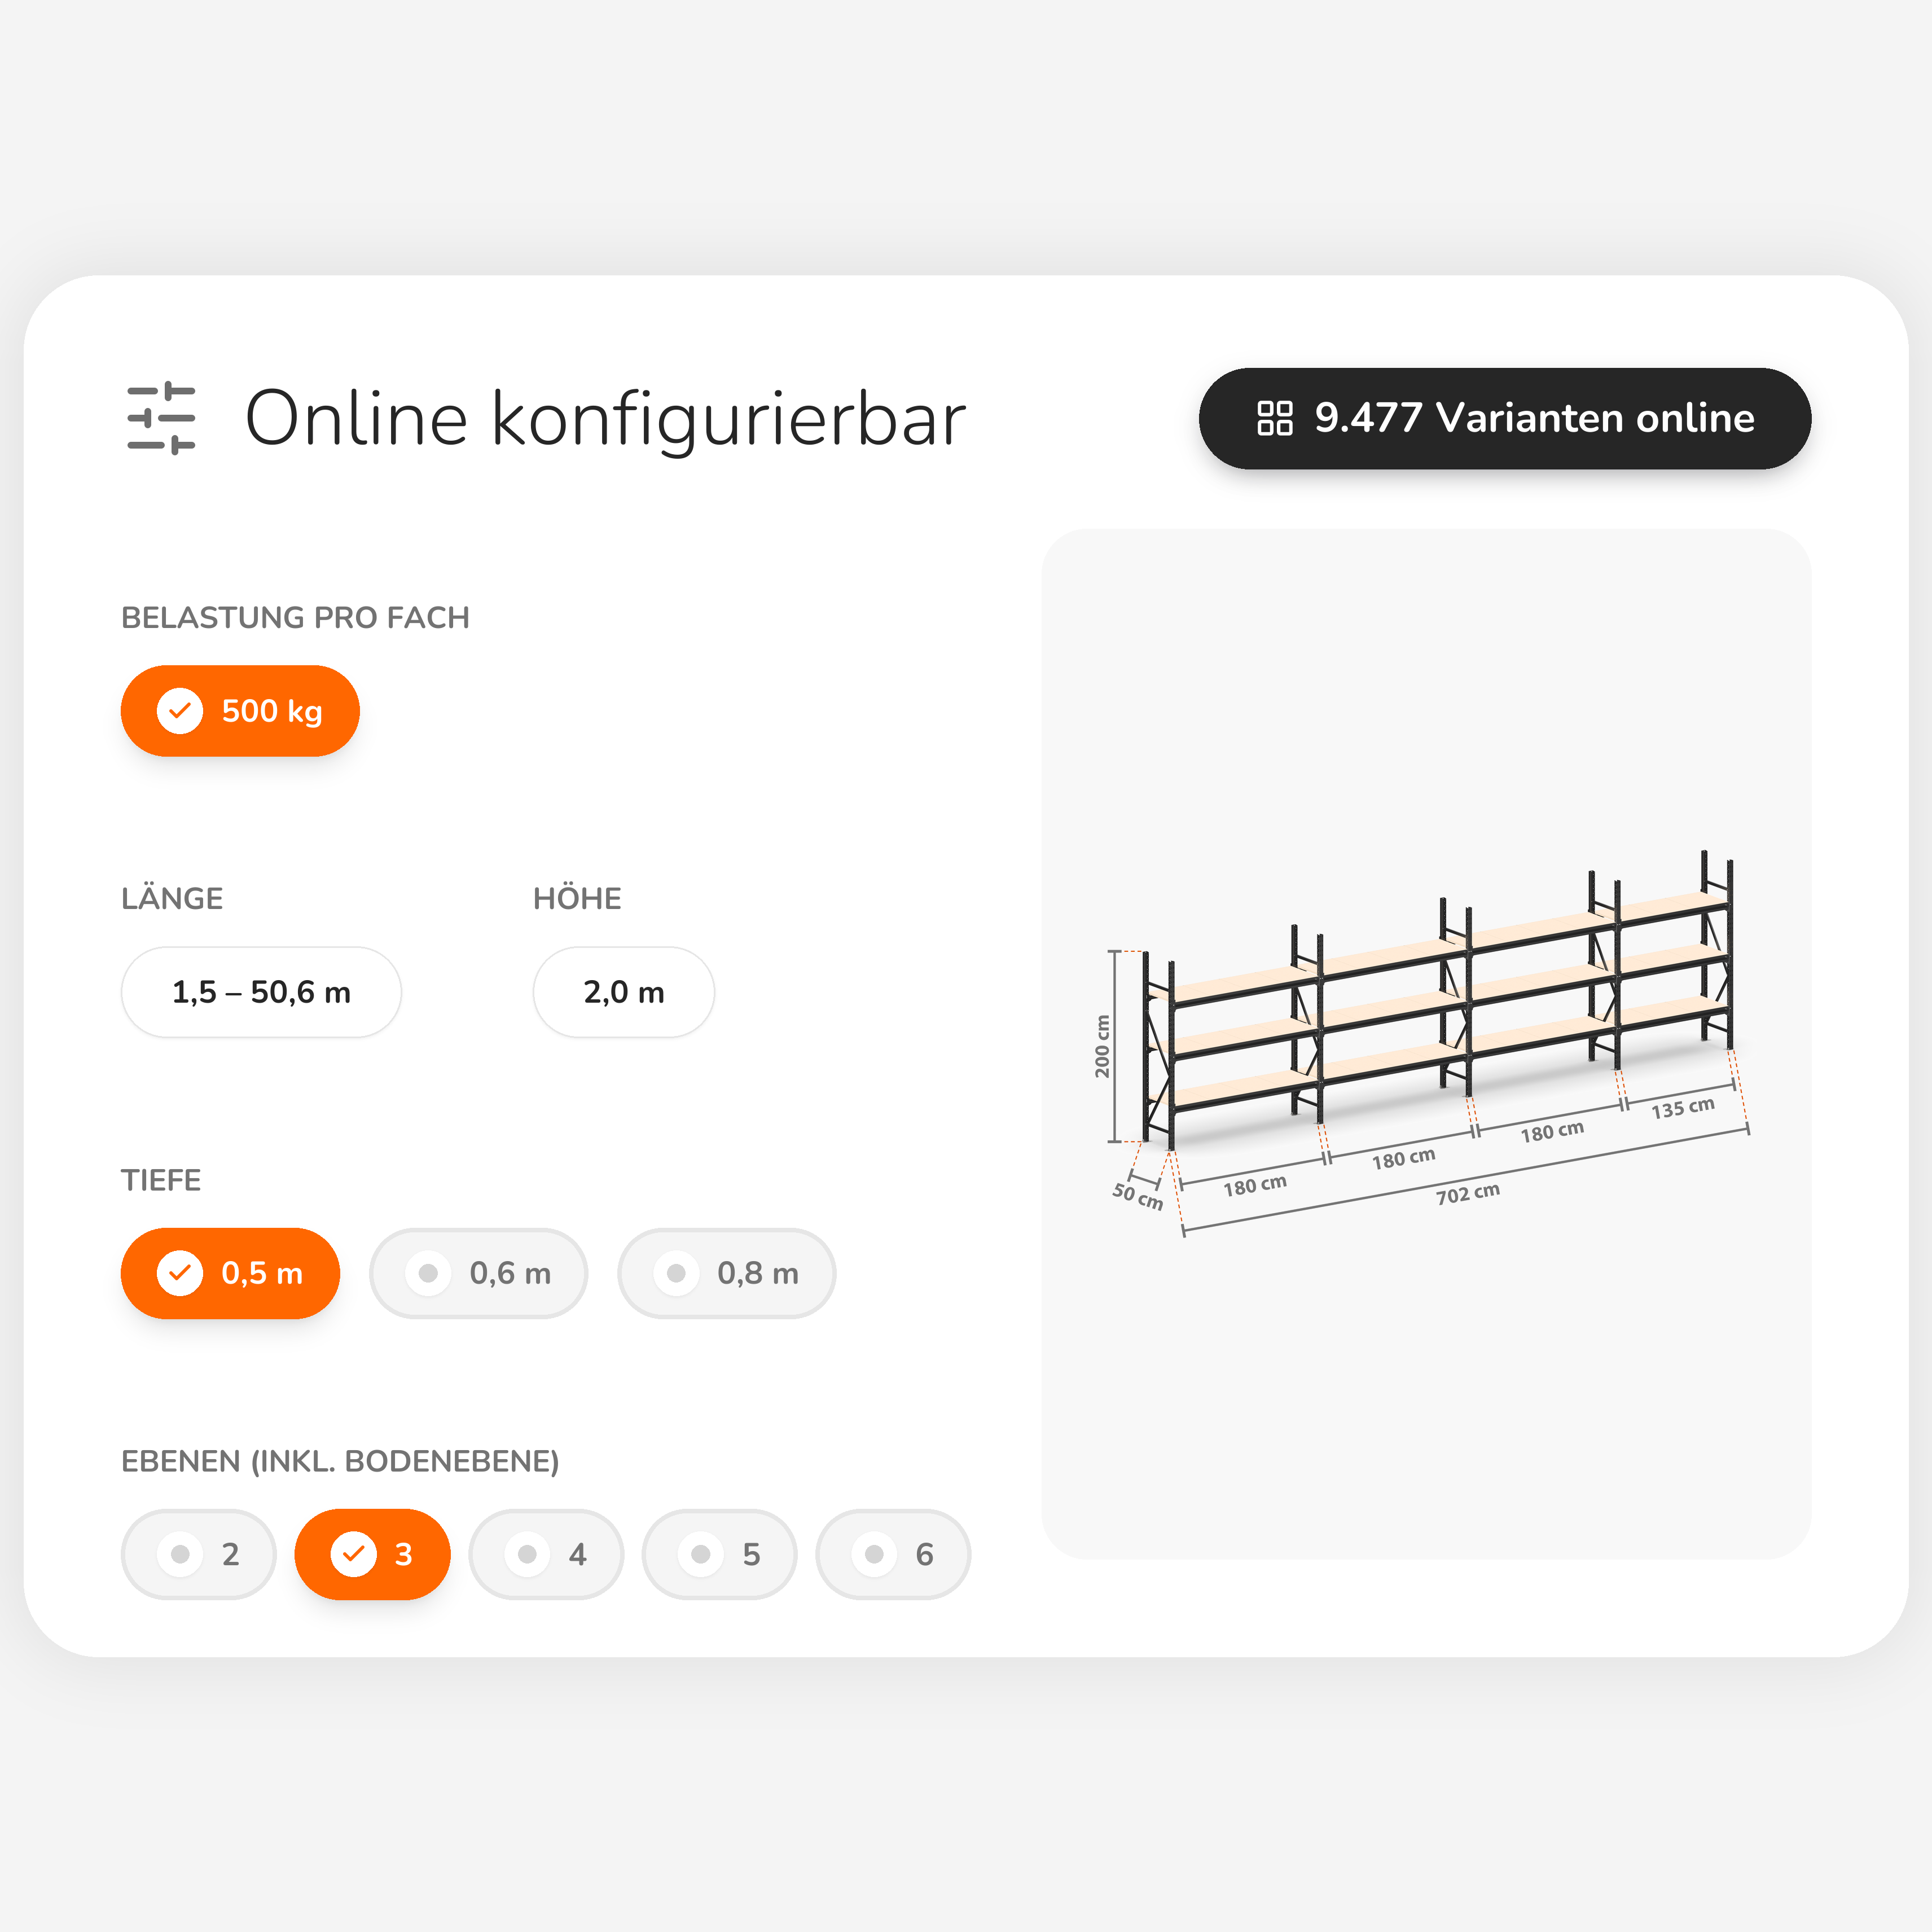 Online konfigurierbar
9.477 Varianten online
BELASTUNG PRO FACH
500 kg
LÄNGE
HÖHE
1,5 – 50,6 m
2,0 m
TIEFE
0,5 m
0,6 m
0,8 m
EBENEN (INKL. BODENEBENE)
2
3
4
5
6
200 cm
50 cm
180 cm
180 cm
180 cm
135 cm
702 cm